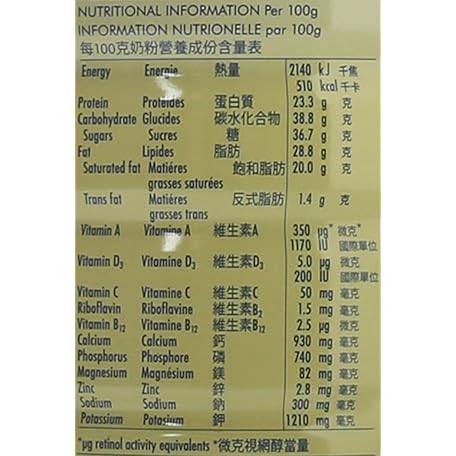 NUTRITIONAL INFORMATION Per 100g
INFORMATION NUTRIONELLE par 100g
每100克奶粉營養成份含量表
Energy Energie 熱量 2140 kJ 千焦
510 kcal 千卡
Protein Protéides 蛋白質 23.3 g 克
Carbohydrate Glucides 碳水化合物 38.8 g 克
Sugars Sucres 糖 36.7 g 克
Fat Lipides 脂肪 28.8 g 克
Saturated fat Matiéres 飽和脂肪 20.0 g 克
grasses saturées
Trans fat Matiéres 反式脂肪 1.4 g 克
grasses trans
Vitamin A Vitamine A 維生素A 350 µg* 微克*
1170 IU 國際單位
Vitamin D3 Vitamine D3 維生素D3 5.0 µg 微克
200 IU 國際單位
Vitamin C Vitamine C 維生素C 50 mg 毫克
Riboflavin Riboflavine 維生素B2 1.5 mg 毫克
Vitamin B12 Vitamine B12 維生素B12 2.5 µg 微克
Calcium Calcium 鈣 930 mg 毫克
Phosphorus Phosphore 磷 740 mg 毫克
Magnesium Magnésium 鎂 82 mg 毫克
Zinc Zinc 鋅 2.8 mg 毫克
Sodium Sodium 鈉 300 mg 毫克
Potassium Potassium 鉀 1210 mg 毫克
*µg retinol activity equivalents *微克視網醇當量